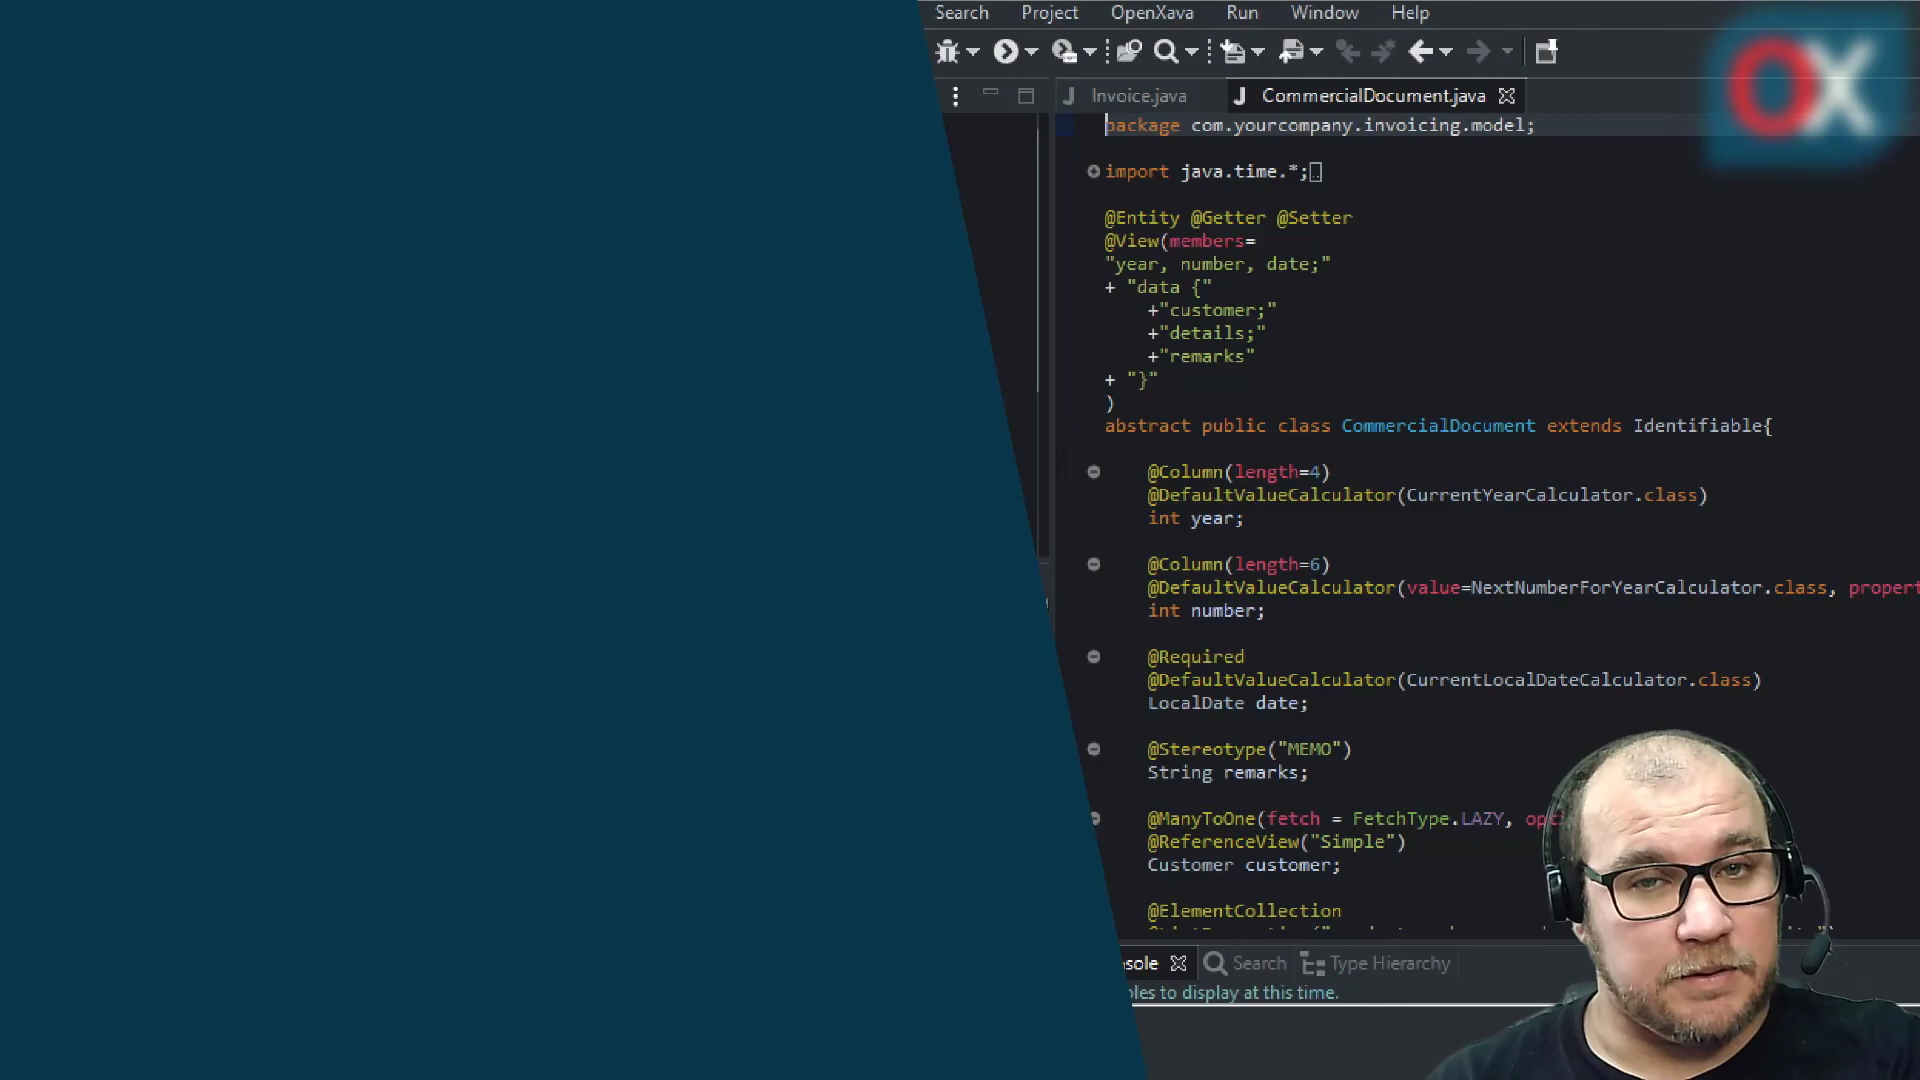 Search Project OpenXava Run Window Help
OX
Invoice.java CommercialDocument.java
package com.yourcompany.invoicing.model;
import java.time.*;
@Entity @Getter @Setter
@View(members=
"year, number, date;"
+ "data {"
+"customer;"
+"details;"
+"remarks"
+ "}"
)
abstract public class CommercialDocument extends Identifiable{
@Column(length=4)
@DefaultValueCalculator(CurrentYearCalculator.class)
int year;
@Column(length=6)
@DefaultValueCalculator(value=NextNumberForYearCalculator.class, propert
int number;
@Required
@DefaultValueCalculator(CurrentLocalDateCalculator.class)
LocalDate date;
@Stereotype("MEMO")
String remarks;
@ManyToOne(fetch = FetchType.LAZY, opti
@ReferenceView("Simple")
Customer customer;
@ElementCollection
sole Search Type Hierarchy
oles to display at this time.